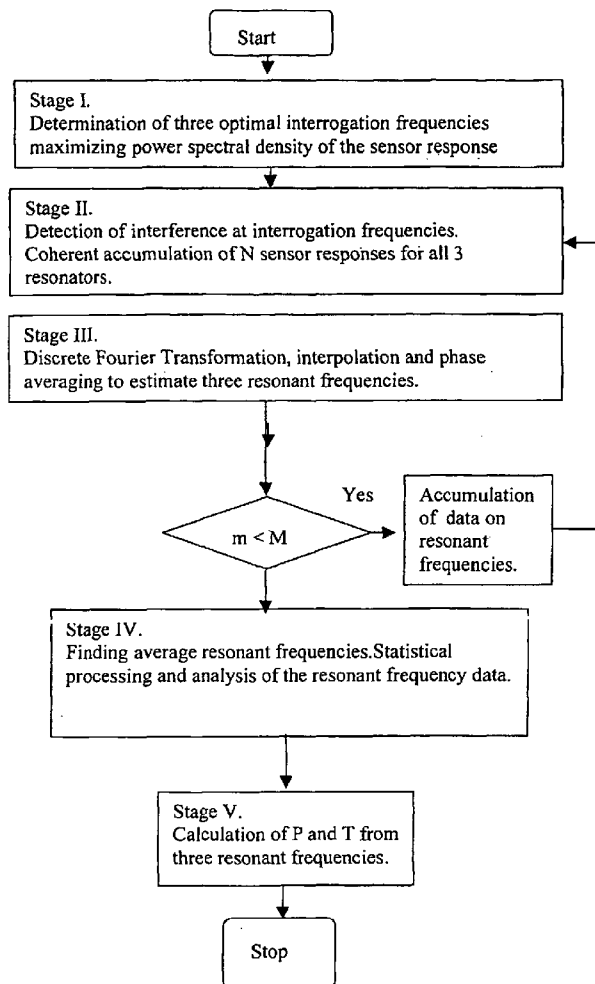 Start
Stage I.
Determination of three optimal interrogation frequencies
maximizing power spectral density of the sensor response
Stage II.
Detection of interference at interrogation frequencies.
Coherent accumulation of N sensor responses for all 3
resonators.
Stage III.
Discrete Fourier Transformation, interpolation and phase
averaging to estimate three resonant frequencies.
Yes
m < M
Accumulation
of data on
resonant
frequencies.
Stage IV.
Finding average resonant frequencies.Statistical
processing and analysis of the resonant frequency data.
Stage V.
Calculation of P and T from
three resonant frequencies.
Stop